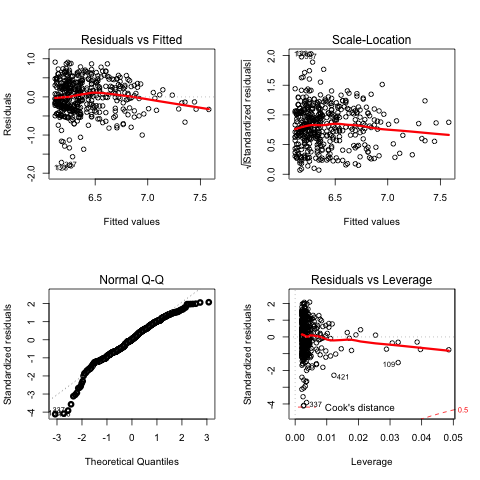 Residuals vs Fitted
Residuals
1.0
0.0
-1.0
-2.0
6.5 7.0 7.5
Fitted values
Scale-Location
√|Standardized residuals|
2.0
1.5
1.0
0.5
0.0
6.5 7.0 7.5
Fitted values
Normal Q-Q
Standardized residuals
2
1
0
-1
-2
-3
-4
-3 -2 -1 0 1 2 3
Theoretical Quantiles
Residuals vs Leverage
Standardized residuals
2
0
-2
-4
109
421
337
Cook's distance
0.5
0.00 0.01 0.02 0.03 0.04 0.05
Leverage